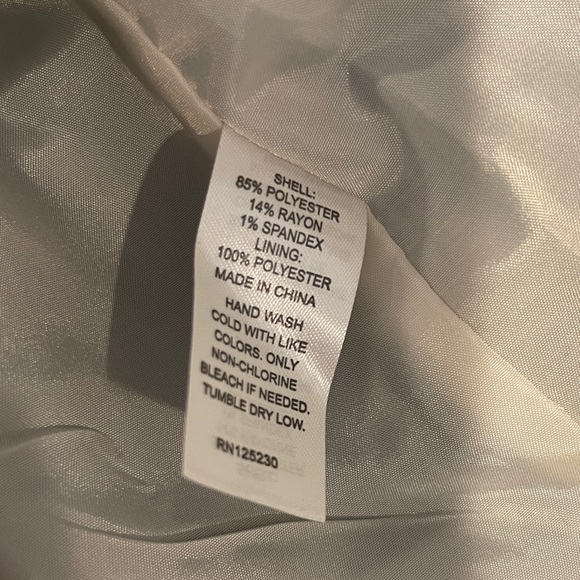 SHELL:
85% POLYESTER
14% RAYON
1% SPANDEX
LINING:
100% POLYESTER
MADE IN CHINA
HAND WASH
COLD WITH LIKE
COLORS. ONLY
NON-CHLORINE
BLEACH IF NEEDED.
TUMBLE DRY LOW.
RN125230